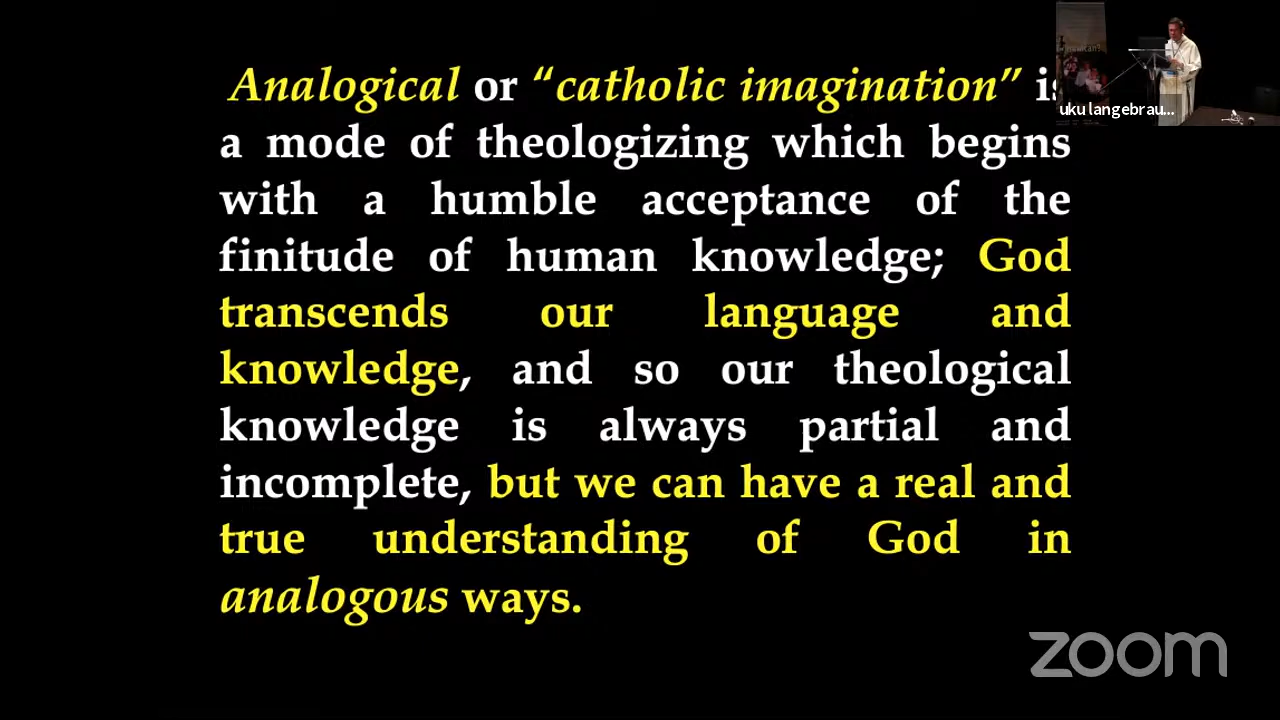 Analogical or “catholic imagination” is
a mode of theologizing which begins
with a humble acceptance of the
finitude of human knowledge; God
transcends our language and
knowledge, and so our theological
knowledge is always partial and
incomplete, but we can have a real and
true understanding of God in
analogous ways.
uku langebrau...
zoom